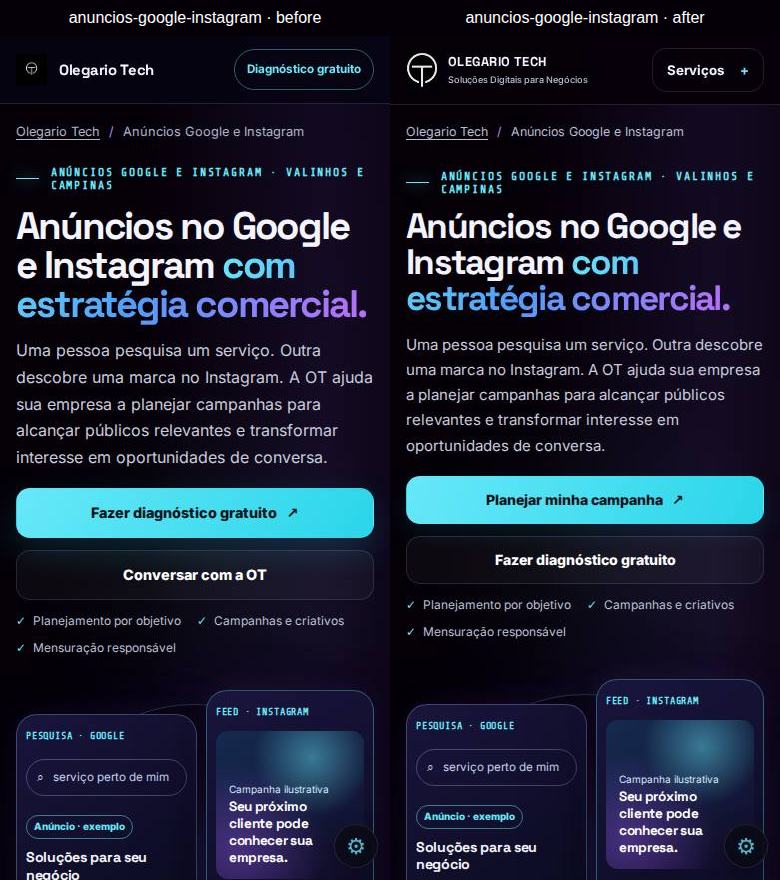 anuncios-google-instagram · before
Olegario Tech
Diagnóstico gratuito
Olegario Tech / Anúncios Google e Instagram
ANÚNCIOS GOOGLE E INSTAGRAM · VALINHOS E
CAMPINAS
Anúncios no Google
e Instagram com
estratégia comercial.
Uma pessoa pesquisa um serviço. Outra
descobre uma marca no Instagram. A OT ajuda
sua empresa a planejar campanhas para
alcançar públicos relevantes e transformar
interesse em oportunidades de conversa.
Fazer diagnóstico gratuito ↗
Conversar com a OT
✓ Planejamento por objetivo ✓ Campanhas e criativos
✓ Mensuração responsável
PESQUISA · GOOGLE
serviço perto de mim
Anúncio · exemplo
Soluções para seu
negócio
FEED · INSTAGRAM
Campanha ilustrativa
Seu próximo
cliente pode
conhecer sua
empresa.
anuncios-google-instagram · after
OLEGARIO TECH
Soluções Digitais para Negócios
Serviços +
Olegario Tech / Anúncios Google e Instagram
ANÚNCIOS GOOGLE E INSTAGRAM · VALINHOS E
CAMPINAS
Anúncios no Google e
Instagram com
estratégia comercial.
Uma pessoa pesquisa um serviço. Outra descobre
uma marca no Instagram. A OT ajuda sua empresa
a planejar campanhas para alcançar públicos
relevantes e transformar interesse em
oportunidades de conversa.
Planejar minha campanha ↗
Fazer diagnóstico gratuito
✓ Planejamento por objetivo ✓ Campanhas e criativos
✓ Mensuração responsável
PESQUISA · GOOGLE
serviço perto de mim
Anúncio · exemplo
Soluções para seu
negócio
FEED · INSTAGRAM
Campanha ilustrativa
Seu próximo
cliente pode
conhecer sua
empresa.